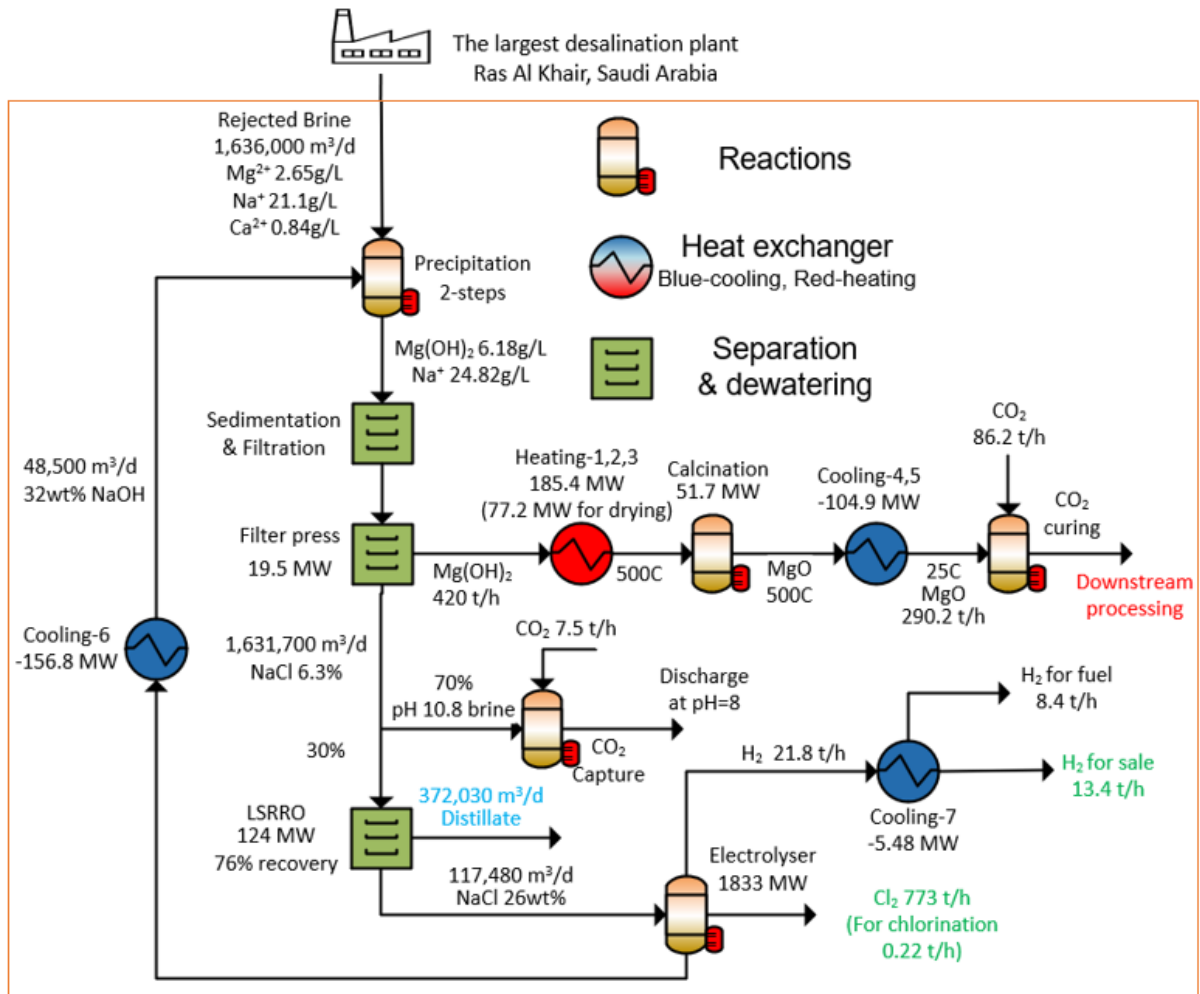 The largest desalination plant
Ras Al Khair, Saudi Arabia
Rejected Brine
1,636,000 m³/d
Mg²⁺ 2.65g/L
Na⁺ 21.1g/L
Ca²⁺ 0.84g/L
Reactions
Heat exchanger
Blue-cooling, Red-heating
Separation
& dewatering
Precipitation
2-steps
Mg(OH)₂ 6.18g/L
Na⁺ 24.82g/L
Sedimentation
& Filtration
48,500 m³/d
32wt% NaOH
Filter press
19.5 MW
Mg(OH)₂
420 t/h
Heating-1,2,3
185.4 MW
(77.2 MW for drying)
500C
Calcination
51.7 MW
MgO
500C
Cooling-4,5
-104.9 MW
25C
MgO
290.2 t/h
CO₂
86.2 t/h
CO₂
curing
Downstream
processing
Cooling-6
-156.8 MW
1,631,700 m³/d
NaCl 6.3%
CO₂ 7.5 t/h
70%
pH 10.8 brine
Discharge
at pH=8
CO₂
Capture
30%
LSRRO
124 MW
76% recovery
372,030 m³/d
Distillate
117,480 m³/d
NaCl 26wt%
H₂ 21.8 t/h
H₂ for fuel
8.4 t/h
H₂ for sale
13.4 t/h
Cooling-7
-5.48 MW
Electrolyser
1833 MW
Cl₂ 773 t/h
(For chlorination
0.22 t/h)